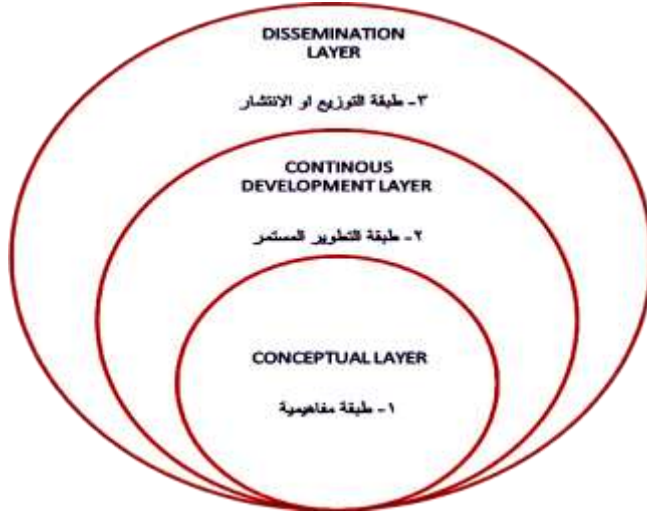 DISSEMINATION
LAYER
٣- طبقة التوزيع او الانتشار
CONTINOUS
DEVELOPMENT LAYER
٢- طبقة التطوير المستمر
CONCEPTUAL LAYER
١- طبقة مفاهيمية